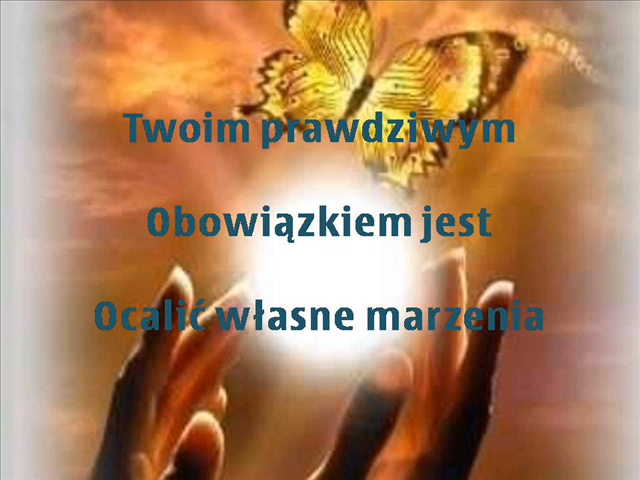 Twoim prawdziwym
Obowiązkiem jest
Ocalić własne marzenia